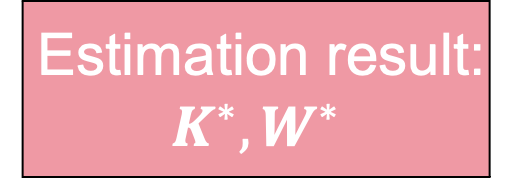 Estimation result:
K*, W*